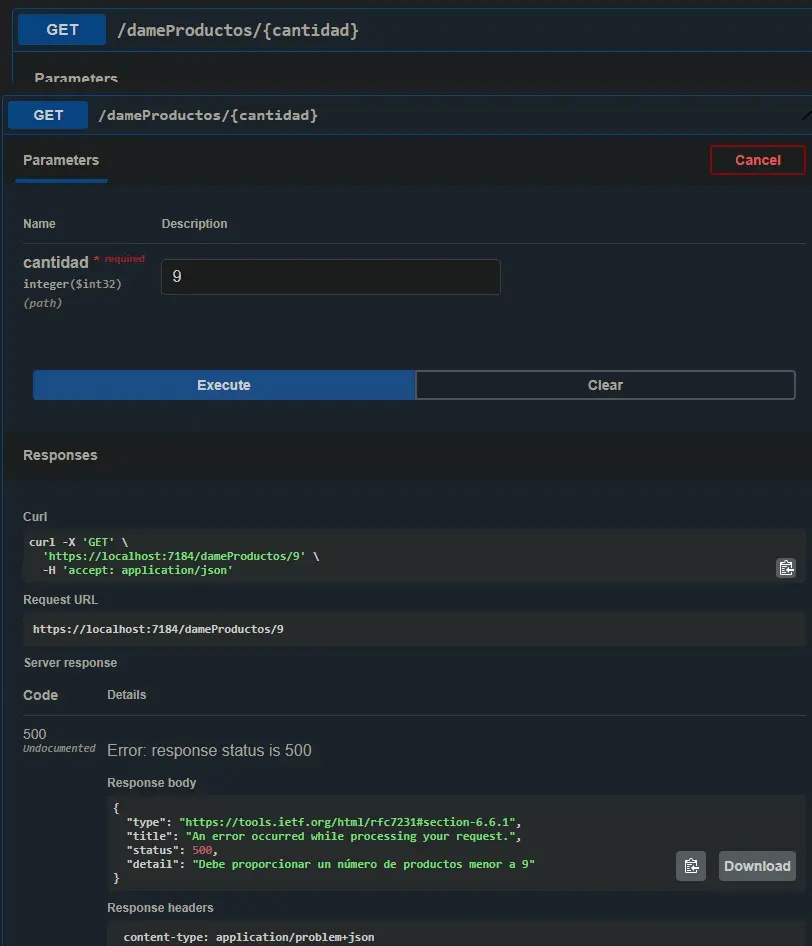 GET /dameProductos/{cantidad}
Parameters
GET /dameProductos/{cantidad}
Parameters Cancel
Name Description
cantidad * required
9
integer($int32)
(path)
Execute Clear
Responses
Curl
curl -X 'GET' \
'https://localhost:7184/dameProductos/9' \
-H 'accept: application/json'
Request URL
https://localhost:7184/dameProductos/9
Server response
Code Details
500
Undocumented
Error: response status is 500
Response body
{
"type": "https://tools.ietf.org/html/rfc7231#section-6.6.1",
"title": "An error occurred while processing your request.",
"status": 500,
"detail": "Debe proporcionar un número de productos menor a 9"
}
Download
Response headers
content-type: application/problem+json